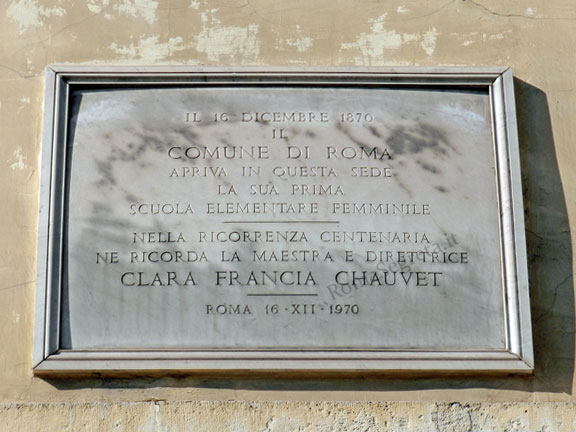 IL 16 DICEMBRE 1870
IL
COMUNE DI ROMA
APRIVA IN QUESTA SEDE
LA SUA PRIMA
SCUOLA ELEMENTARE FEMMINILE
NELLA RICORRENZA CENTENARIA
NE RICORDA LA MAESTRA E DIRETTRICE
CLARA FRANCIA CHAUVET
ROMA 16·XII·1970